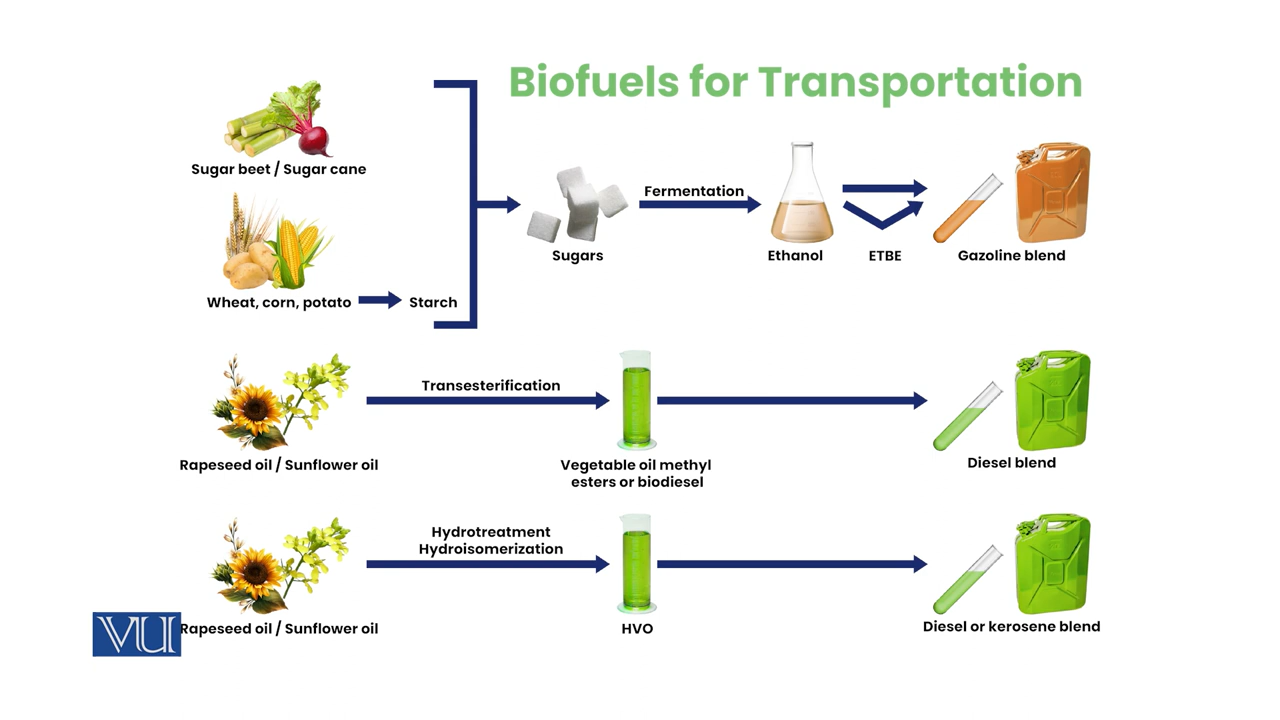 Biofuels for Transportation
Sugar beet / Sugar cane
Wheat, corn, potato
Starch
Sugars
Fermentation
Ethanol
ETBE
Gazoline blend
Rapeseed oil / Sunflower oil
Transesterification
Vegetable oil methyl
esters or biodiesel
Diesel blend
Rapeseed oil / Sunflower oil
Hydrotreatment
Hydroisomerization
HVO
Diesel or kerosene blend
VU